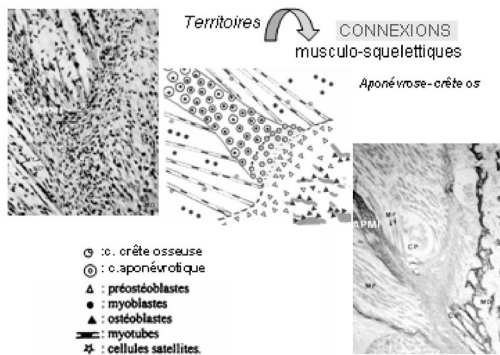 Territoires
CONNEXIONS
musculo-squelettiques
Aponévrose-crête os
: c. crête osseuse
: c.aponévrotique
: préostéoblastes
: myoblastes
: ostéoblastes
: myotubes
: cellules satellites.
MF
APMI
CP
MF